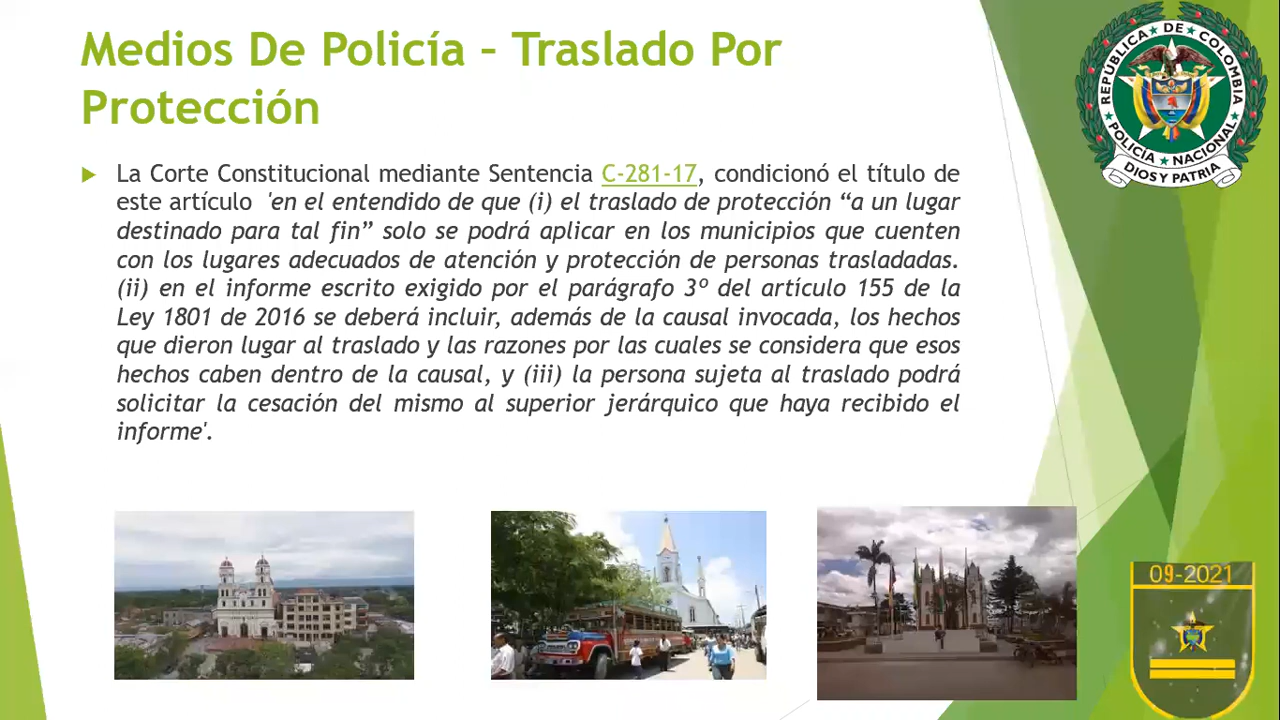 Medios De Policía – Traslado Por
Protección
La Corte Constitucional mediante Sentencia C-281-17, condicionó el título de
este artículo 'en el entendido de que (i) el traslado de protección “a un lugar
destinado para tal fin” solo se podrá aplicar en los municipios que cuenten
con los lugares adecuados de atención y protección de personas trasladadas.
(ii) en el informe escrito exigido por el parágrafo 3º del artículo 155 de la
Ley 1801 de 2016 se deberá incluir, además de la causal invocada, los hechos
que dieron lugar al traslado y las razones por las cuales se considera que esos
hechos caben dentro de la causal, y (iii) la persona sujeta al traslado podrá
solicitar la cesación del mismo al superior jerárquico que haya recibido el
informe'.
REPÚBLICA DE COLOMBIA
POLICÍA NACIONAL
DIOS Y PATRIA
09-2021